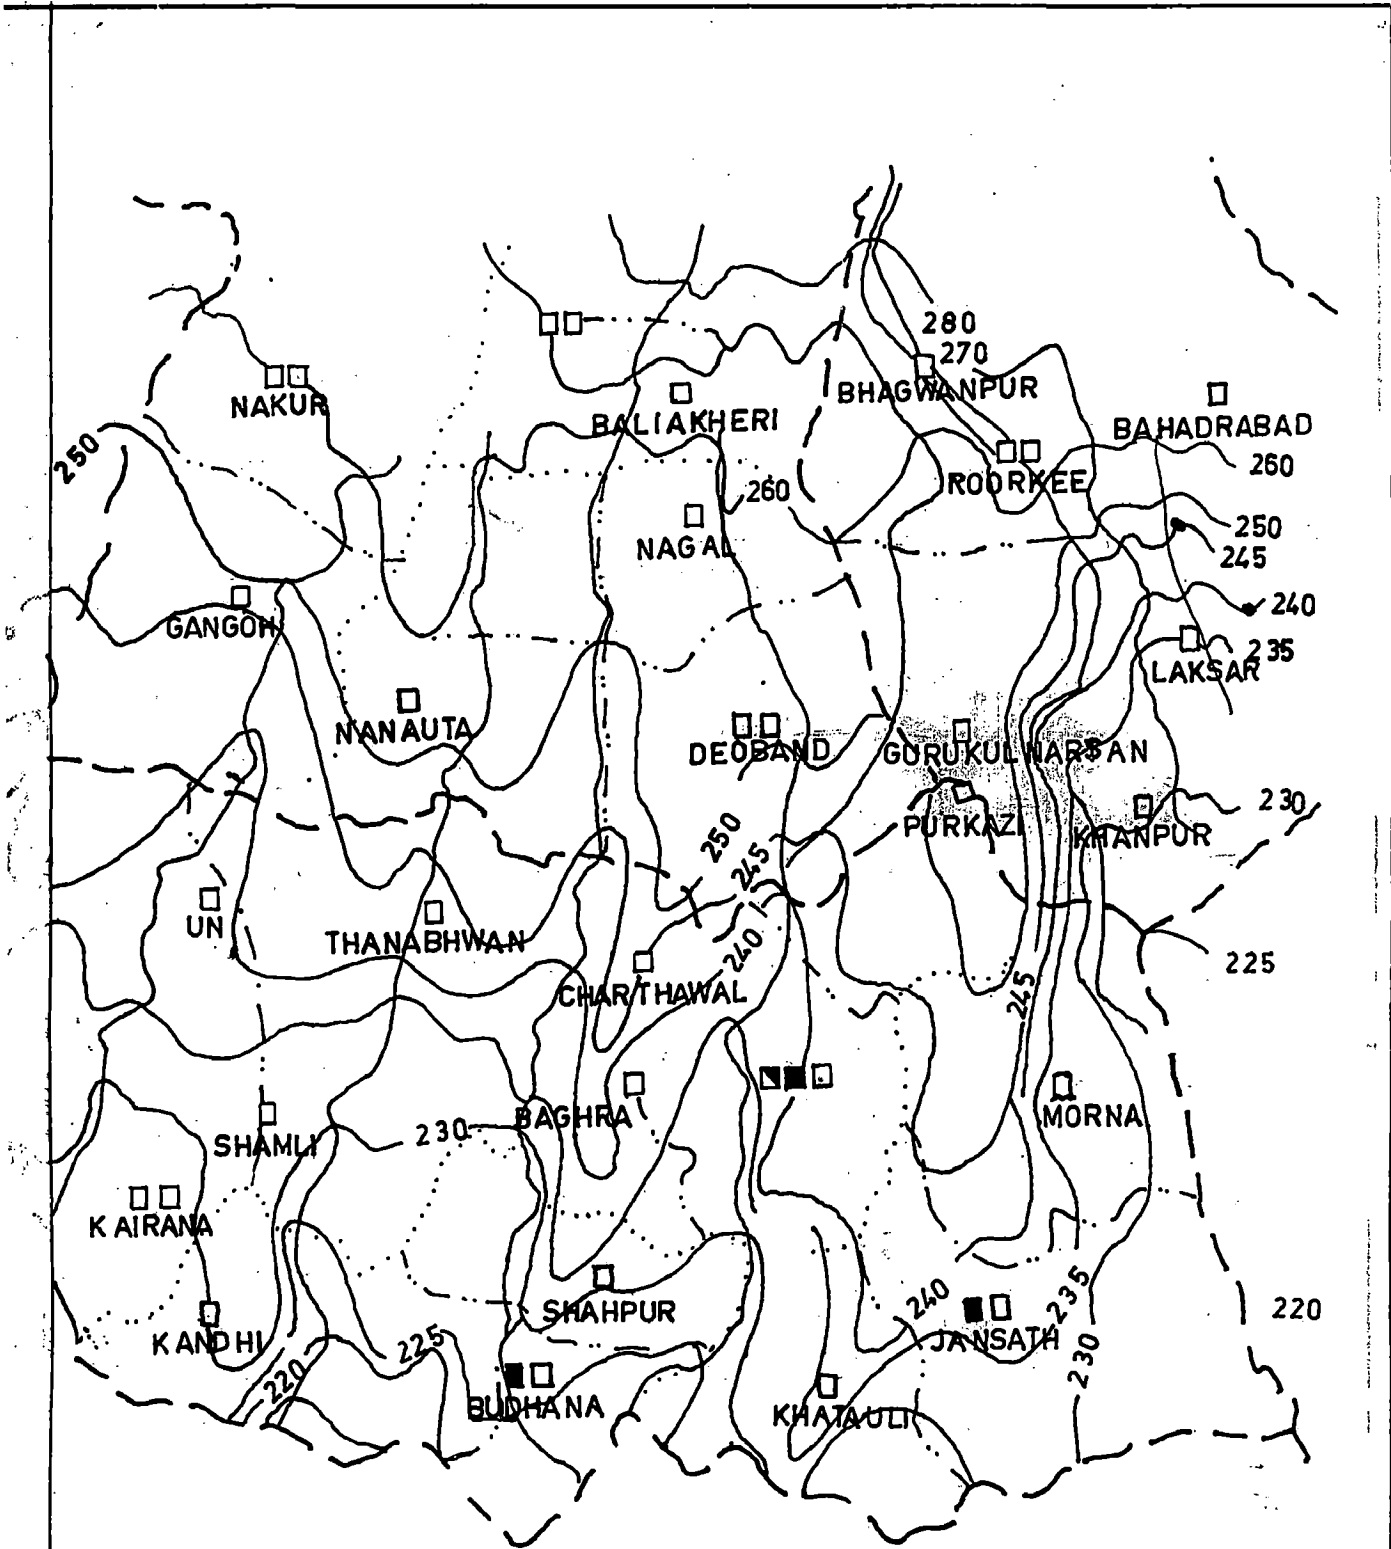 280
270
BHAGWANPUR
NAKUR
BALIAKHERI
BAHADRABAD
250
260
ROORKEE
260
250
NAGAL
245
240
GANGOH
235
LAKSAR
NANAUTA
DEOBAND
GORUKUL NARSAN
230
PURKAZI
KHANPUR
250
245
UN
THANABHWAN
240
225
CHARTHAWAL
245
BAGHRA
MORNA
230
SHAMLI
KAIRANA
SHAHPUR
240
235
220
KANDHI
225
JANSATH
230
220
BUDHANA
KHATAULI